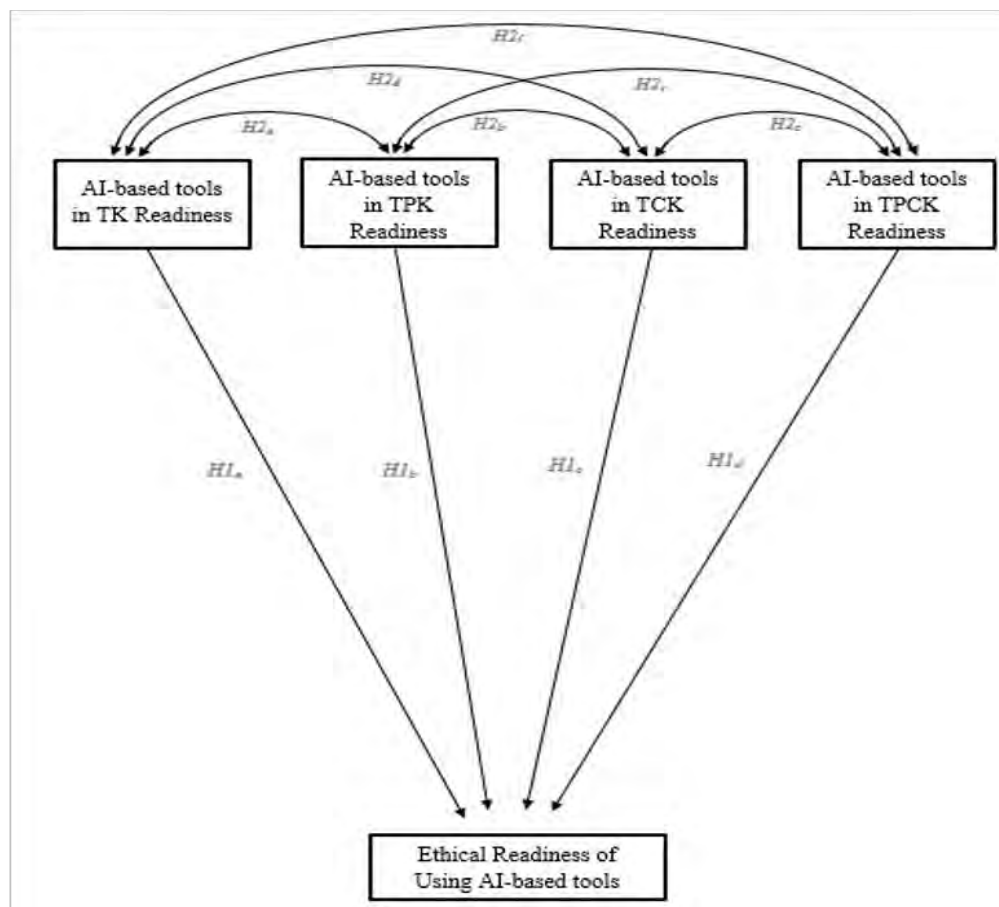 H2f
H2d
H2e
H2a
H2b
H2c
AI-based tools
in TK Readiness
AI-based tools
in TPK
Readiness
AI-based tools
in TCK
Readiness
AI-based tools
in TPCK
Readiness
H1a
H1b
H1c
H1d
Ethical Readiness of
Using AI-based tools